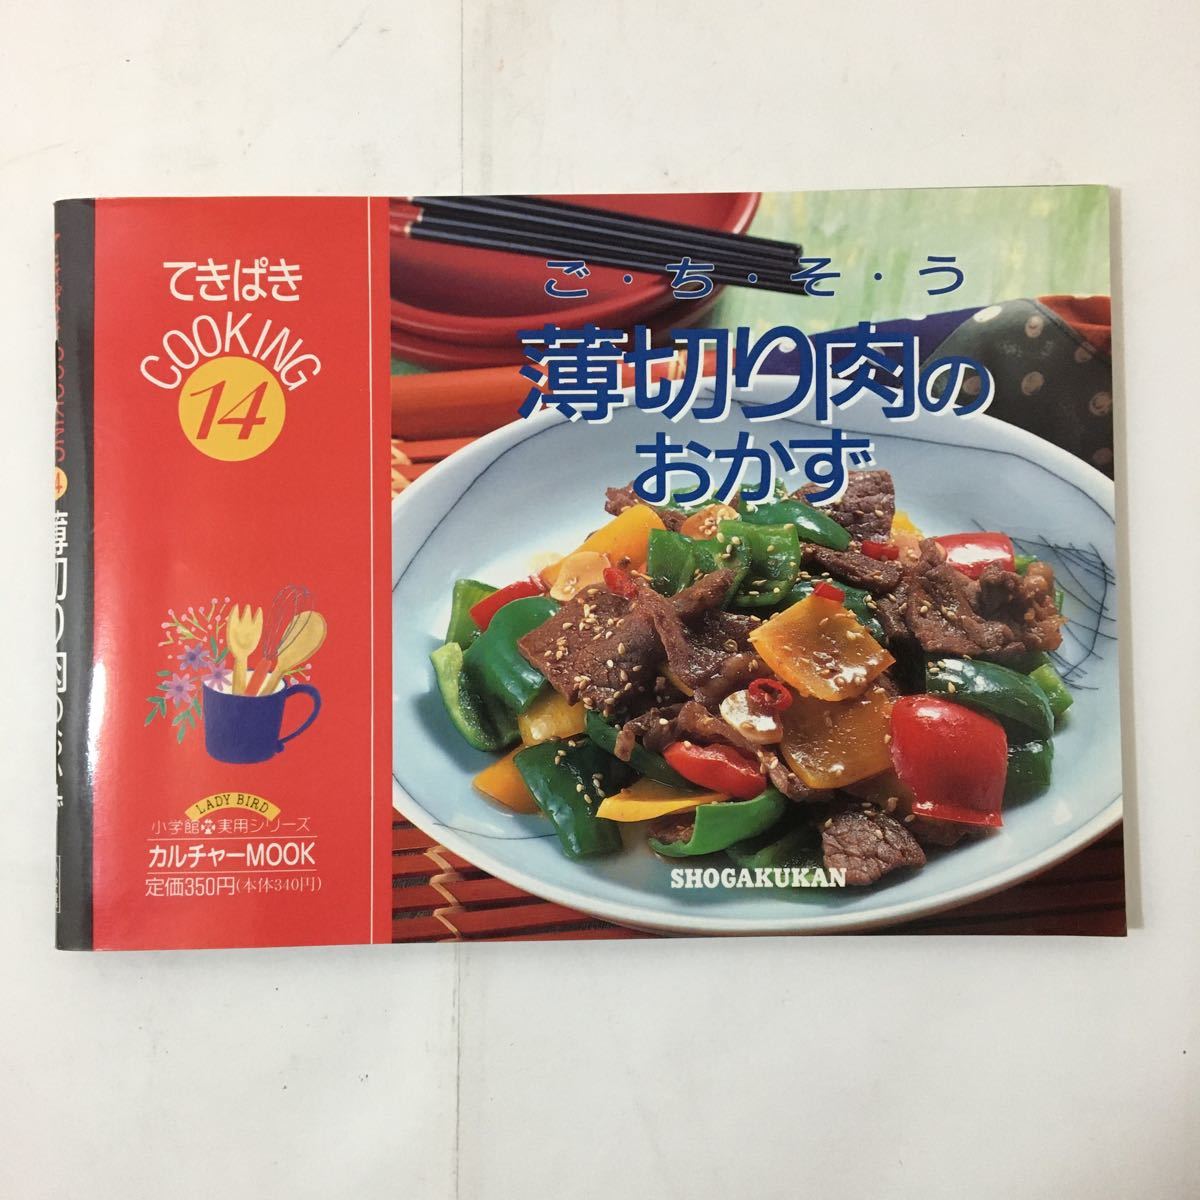 てきぱき
COOKING
14
LADY BIRD
小学館 実用シリーズ
カルチャーMOOK
定価350円(本体340円)
ご・ち・そ・う
薄切り肉の
おかず
SHOGAKUKAN